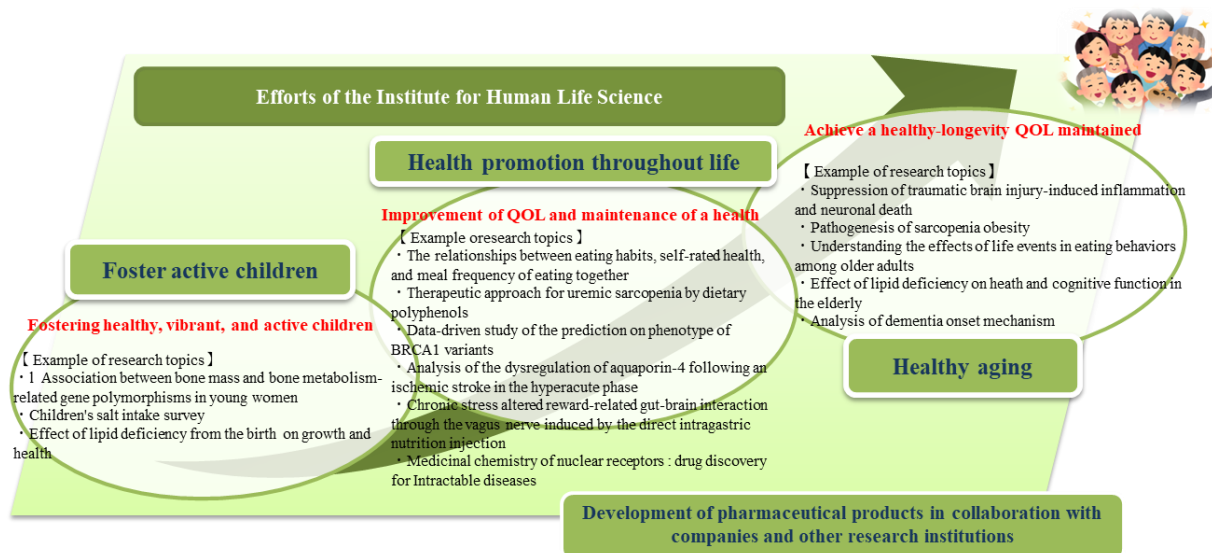 Efforts of the Institute for Human Life Science
Foster active children
Fostering healthy, vibrant, and active children
【 Example of research topics 】
・1 Association between bone mass and bone metabolism-
related gene polymorphisms in young women
・Children's salt intake survey
・Effect of lipid deficiency from the birth on growth and
health
Health promotion throughout life
Improvement of QOL and maintenance of a health
【 Example oresearch topics 】
・The relationships between eating habits, self-rated health,
and meal frequency of eating together
・Therapeutic approach for uremic sarcopenia by dietary
polyphenols
・Data-driven study of the prediction on phenotype of
BRCA1 variants
・Analysis of the dysregulation of aquaporin-4 following an
ischemic stroke in the hyperacute phase
・Chronic stress altered reward-related gut-brain interaction
through the vagus nerve induced by the direct intragastric
nutrition injection
・Medicinal chemistry of nuclear receptors : drug discovery
for Intractable diseases
Achieve a healthy-longevity QOL maintained
【 Example of research topics 】
・Suppression of traumatic brain injury-induced inflammation
and neuronal death
・Pathogenesis of sarcopenia obesity
・Understanding the effects of life events in eating behaviors
among older adults
・Effect of lipid deficiency on heath and cognitive function in
the elderly
・Analysis of dementia onset mechanism
Healthy aging
Development of pharmaceutical products in collaboration with
companies and other research institutions